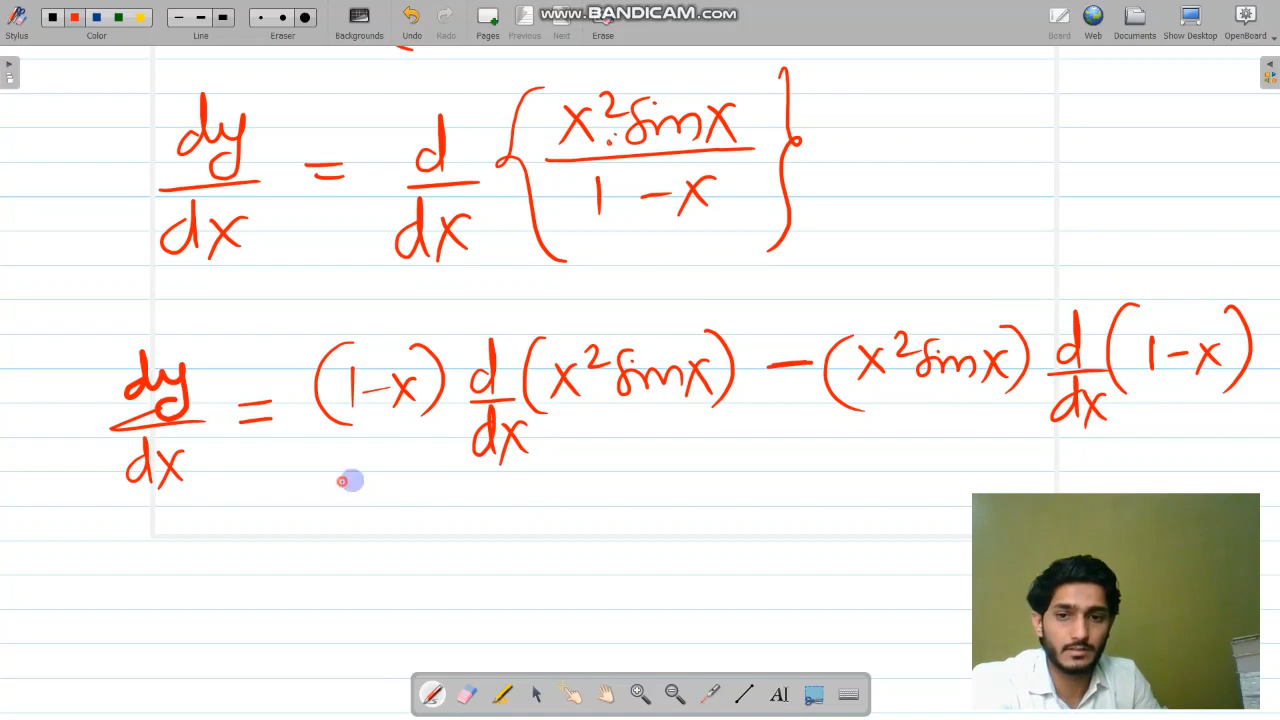 www.BANDICAM.com
Stylus Color Line Eraser Backgrounds Undo Redo Pages Previous Next Erase Board Web Documents Show Desktop OpenBoard
dy/dx = d/dx { x² . sin x / 1 - x }
dy/dx = (1-x) d/dx (x² sin x) - (x² sin x) d/dx (1-x)
AI